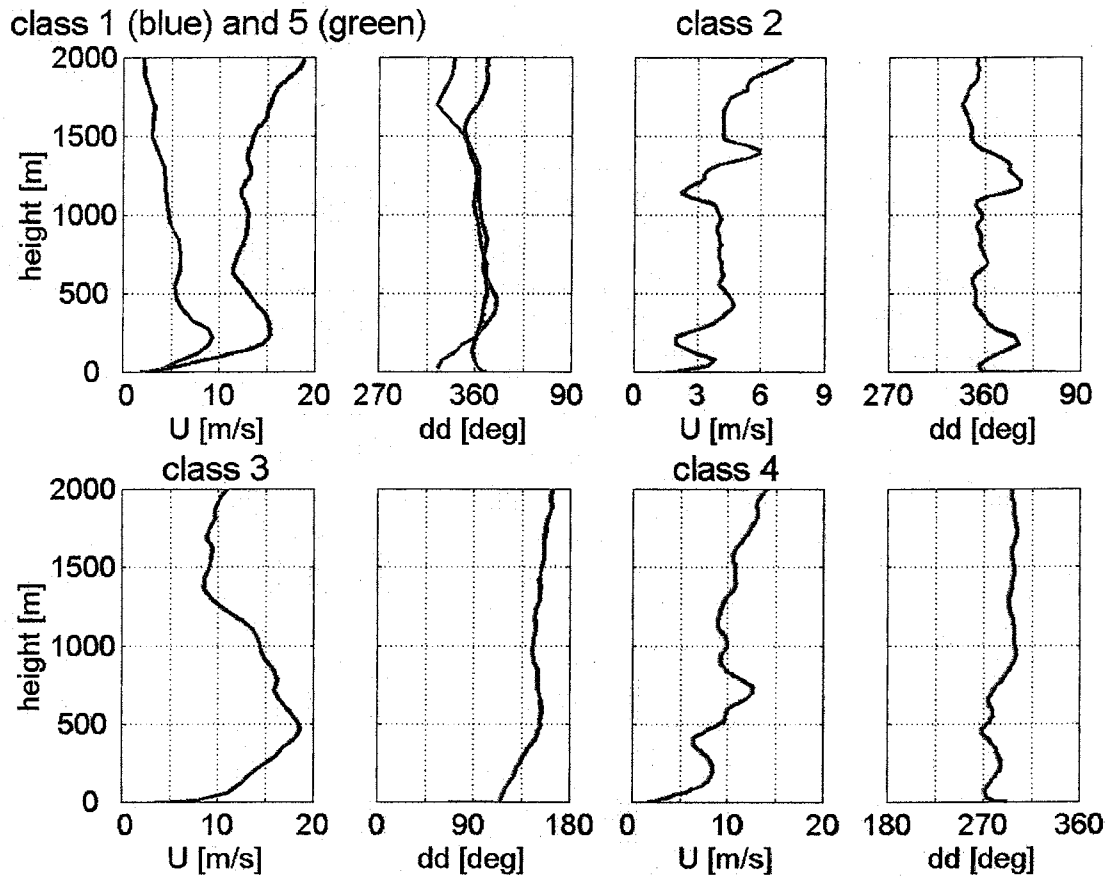 class 1 (blue) and 5 (green)
class 2
2000
1500
1000
500
0
height [m]
0 10 20
U [m/s]
270 360 90
dd [deg]
0 3 6 9
U [m/s]
270 360 90
dd [deg]
class 3
class 4
2000
1500
1000
500
0
height [m]
0 10 20
U [m/s]
0 90 180
dd [deg]
0 10 20
U [m/s]
180 270 360
dd [deg]